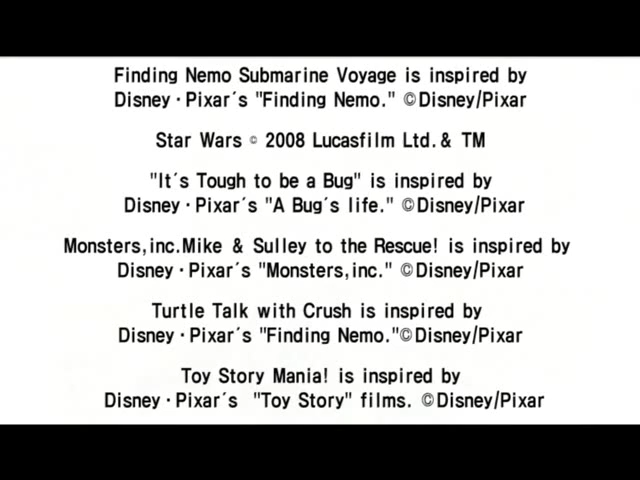 Finding Nemo Submarine Voyage is inspired by
Disney・Pixar´s "Finding Nemo." ©Disney/Pixar
Star Wars © 2008 Lucasfilm Ltd.& TM
"It´s Tough to be a Bug" is inspired by
Disney・Pixar´s "A Bug´s life." ©Disney/Pixar
Monsters,inc.Mike & Sulley to the Rescue! is inspired by
Disney・Pixar´s "Monsters,inc." ©Disney/Pixar
Turtle Talk with Crush is inspired by
Disney・Pixar´s "Finding Nemo."©Disney/Pixar
Toy Story Mania! is inspired by
Disney・Pixar´s "Toy Story" films. ©Disney/Pixar